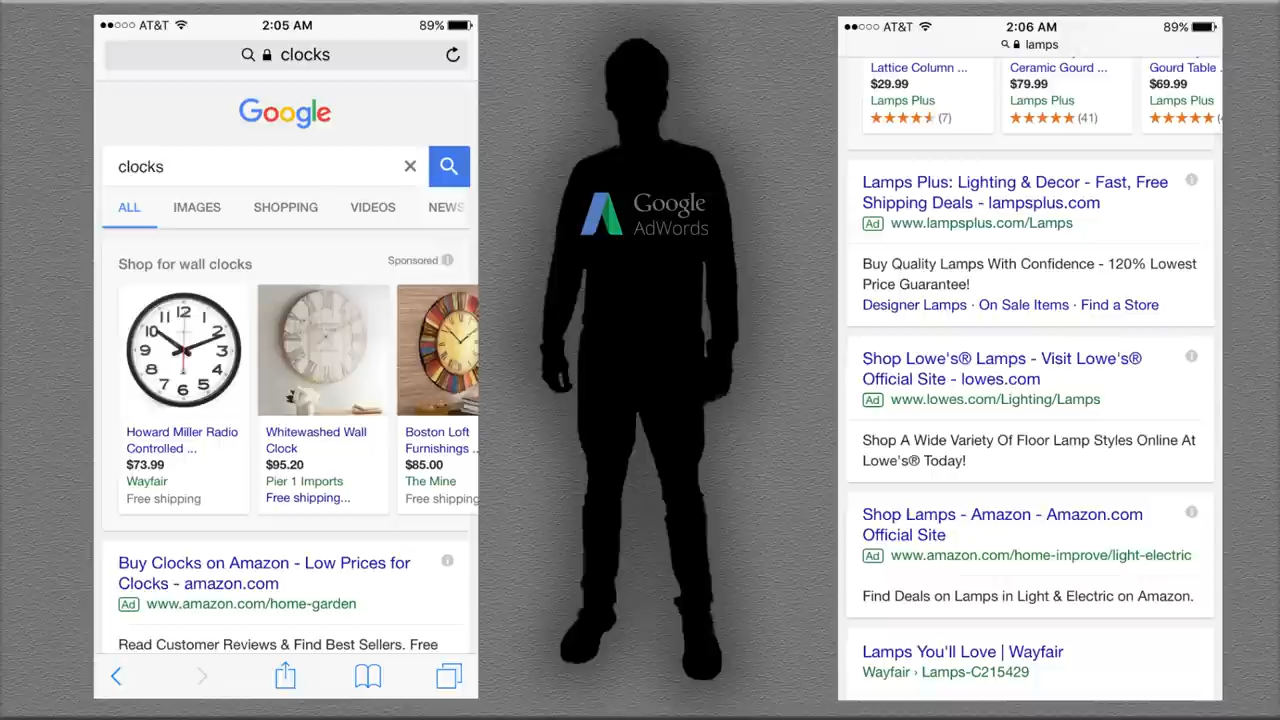 AT&T 2:05 AM 89%
clocks
Google
clocks
ALL IMAGES SHOPPING VIDEOS NEWS
Shop for wall clocks Sponsored
Howard Miller Radio
Controlled ...
$73.99
Wayfair
Free shipping
Whitewashed Wall
Clock
$95.20
Pier 1 Imports
Free shipping...
Boston Loft
Furnishings ..
$85.00
The Mine
Free shipping
Buy Clocks on Amazon - Low Prices for
Clocks - amazon.com
Ad www.amazon.com/home-garden
Read Customer Reviews & Find Best Sellers. Free
Google
AdWords
AT&T 2:06 AM 89%
lamps
Lattice Column ...
$29.99
Lamps Plus
(7)
Ceramic Gourd ...
$79.99
Lamps Plus
(41)
Gourd Table .
$69.99
Lamps Plus
Lamps Plus: Lighting & Decor - Fast, Free
Shipping Deals - lampsplus.com
Ad www.lampsplus.com/Lamps
Buy Quality Lamps With Confidence - 120% Lowest
Price Guarantee!
Designer Lamps · On Sale Items · Find a Store
Shop Lowe's® Lamps - Visit Lowe's®
Official Site - lowes.com
Ad www.lowes.com/Lighting/Lamps
Shop A Wide Variety Of Floor Lamp Styles Online At
Lowe's® Today!
Shop Lamps - Amazon - Amazon.com
Official Site
Ad www.amazon.com/home-improve/light-electric
Find Deals on Lamps in Light & Electric on Amazon.
Lamps You'll Love | Wayfair
Wayfair › Lamps-C215429